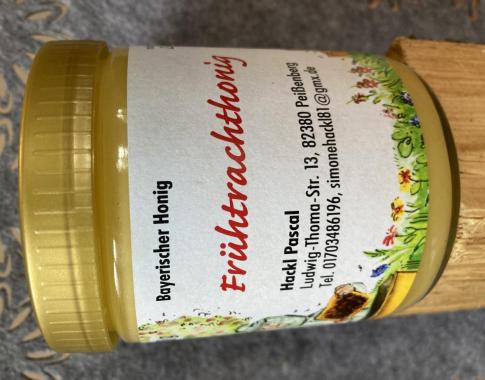 Bayerischer Honig
Frühtrachthonig
Hackl Pascal
Ludwig-Thoma-Str. 13, 82380 Peißenberg
Tel. 01703486196, simonehackl81@gmx.de